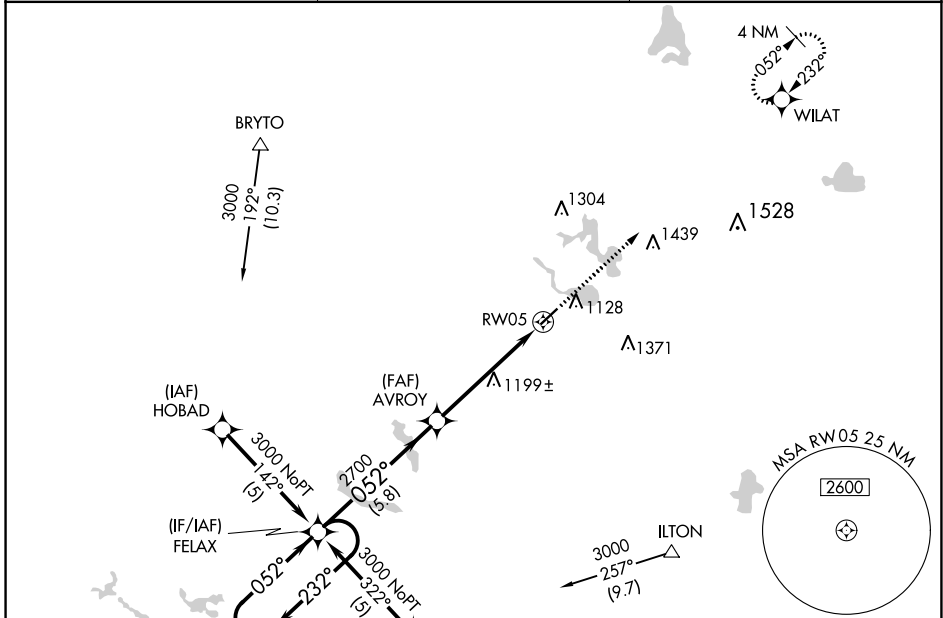 4 NM
052°
232°
WILAT
BRYTO
3000
192°
(10.3)
1304
1528
1439
RW05
1128
1371
(FAF)
AVROY
1199±
(IAF)
HOBAD
3000 NoPT
142°
(5)
2700
052°
(5.8)
MSA RW05 25 NM
2600
(IF/IAF)
FELAX
ILTON
3000
257°
(9.7)
052°
232°
3000 NoPT
322°
(5)